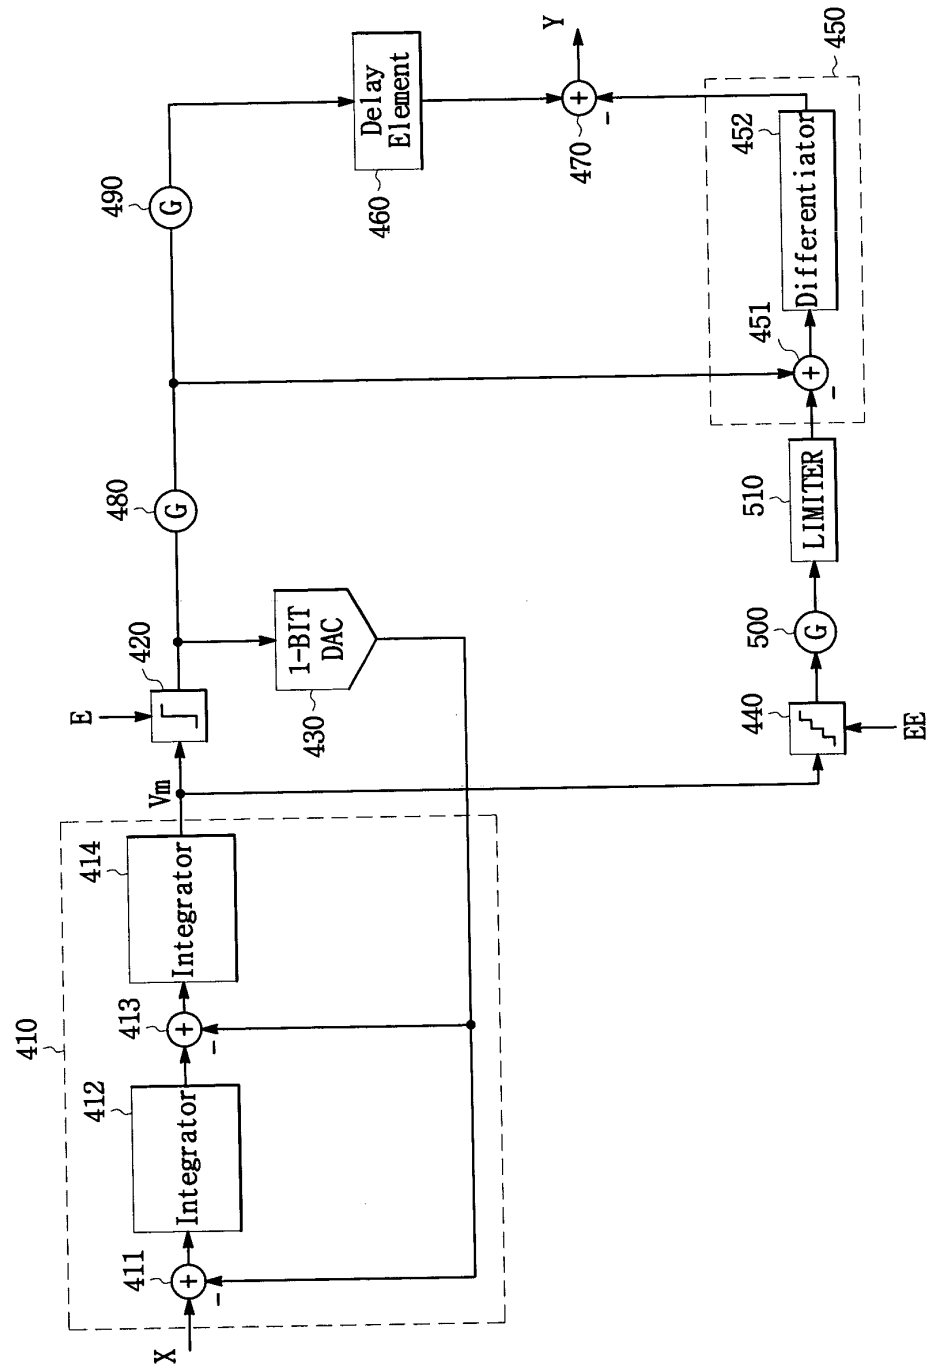 410
411
412
413
414
X
Integrator
Integrator
+
-
+
-
Vm
E
420
430
1-BIT
DAC
480
G
490
G
460
Delay
Element
470
+
-
Y
440
EE
500
G
510
LIMITER
450
451
+
-
452
Differentiator